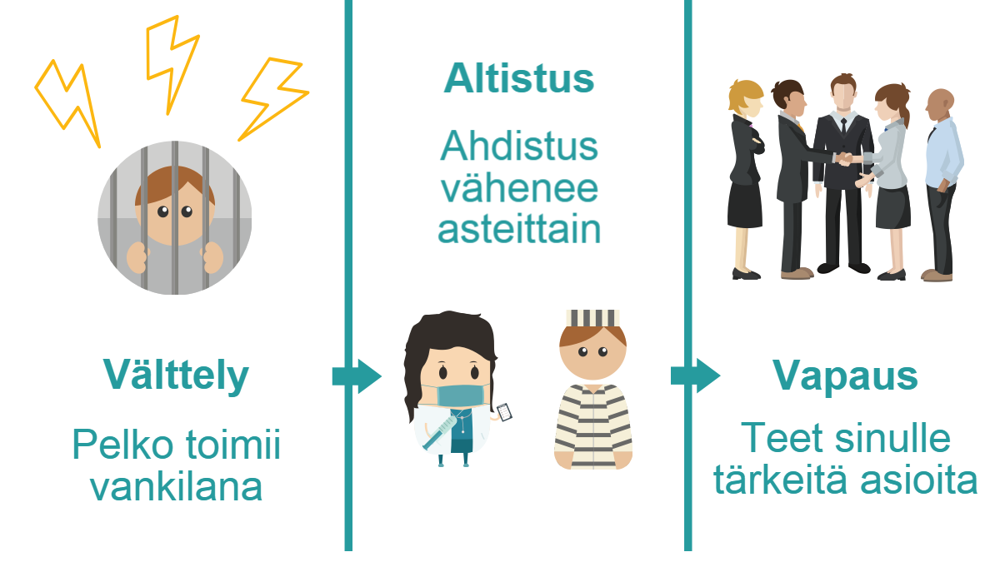 Välttely
Pelko toimii
vankilana
Altistus
Ahdistus
vähenee
asteittain
Vapaus
Teet sinulle
tärkeitä asioita